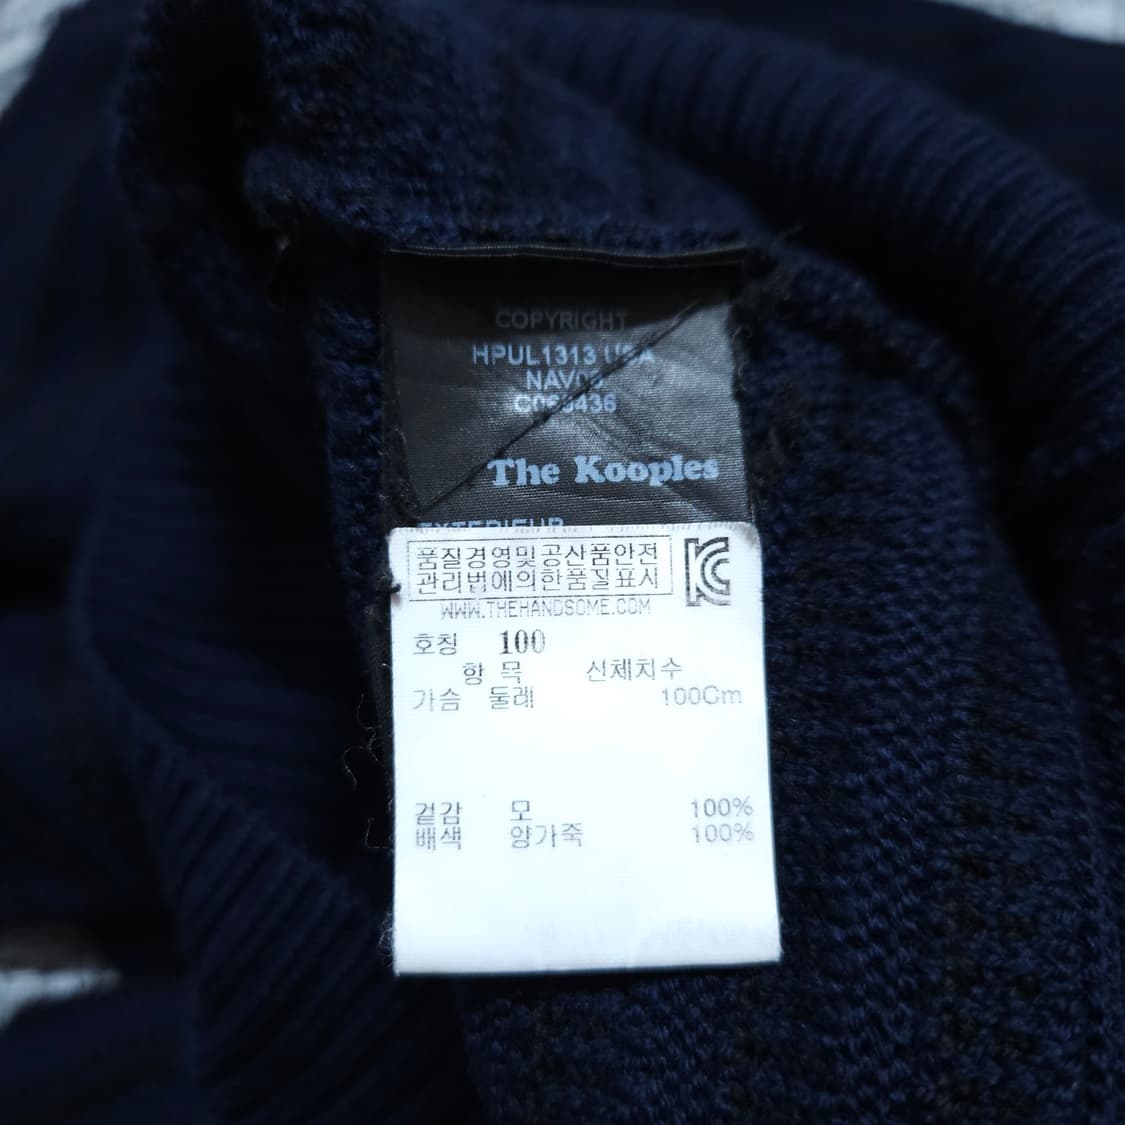 COPYRIGHT
HPUL1313 USA
The Kooples
EXTERIEUR
품질경영및공산품안전
관리법에의한품질표시
KC
WWW.THEHANDSOME.COM
호칭 100
항 목 신체치수
가슴 둘레 100Cm
겉감 모 100%
배색 양가죽 100%